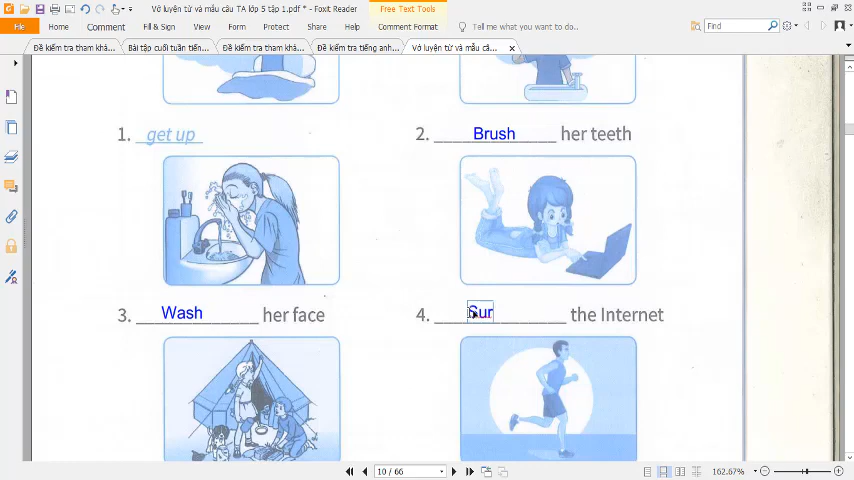 Vở luyện từ và mẫu câu TA lớp 5 tập 1.pdf * - Foxit Reader
Free Text Tools
File Home Comment Fill & Sign View Form Protect Share Help Comment Format Tell me what you want to do... Find
Đề kiểm tra tham khả... Bài tập cuối tuần tiến... Đề kiểm tra tham khả... Đề kiểm tra tiếng anh... Vở luyện từ và mẫu câ...
1. get up
2. Brush her teeth
3. Wash her face
4. Sur the Internet
10 / 66
162.67%